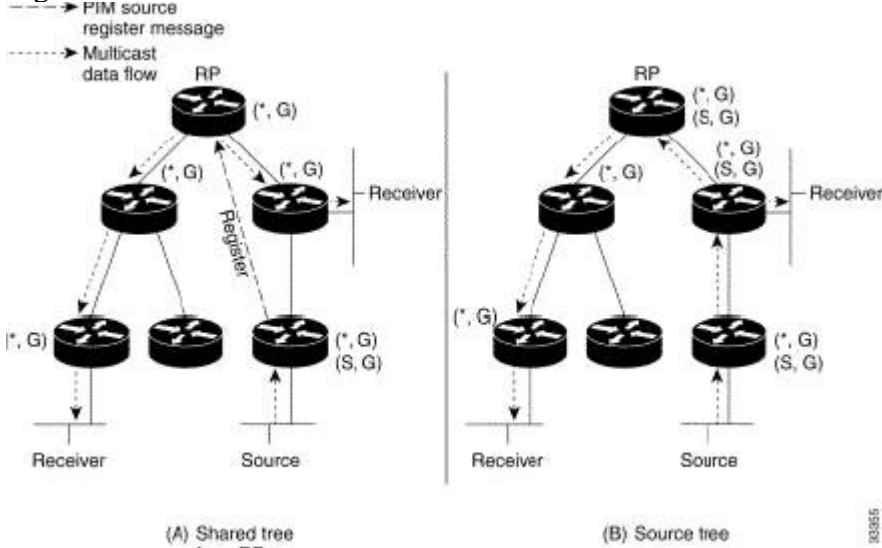 PIM source
register message
Multicast
data flow
RP
(*, G)
(*, G)
(*, G)
Register
Receiver
*, G)
(*, G)
(S, G)
Receiver
Source
(A) Shared tree
RP
(*, G)
(S, G)
(*, G)
(*, G)
(S, G)
Receiver
(*, G)
(*, G)
(S, G)
Receiver
Source
(B) Source tree
33355